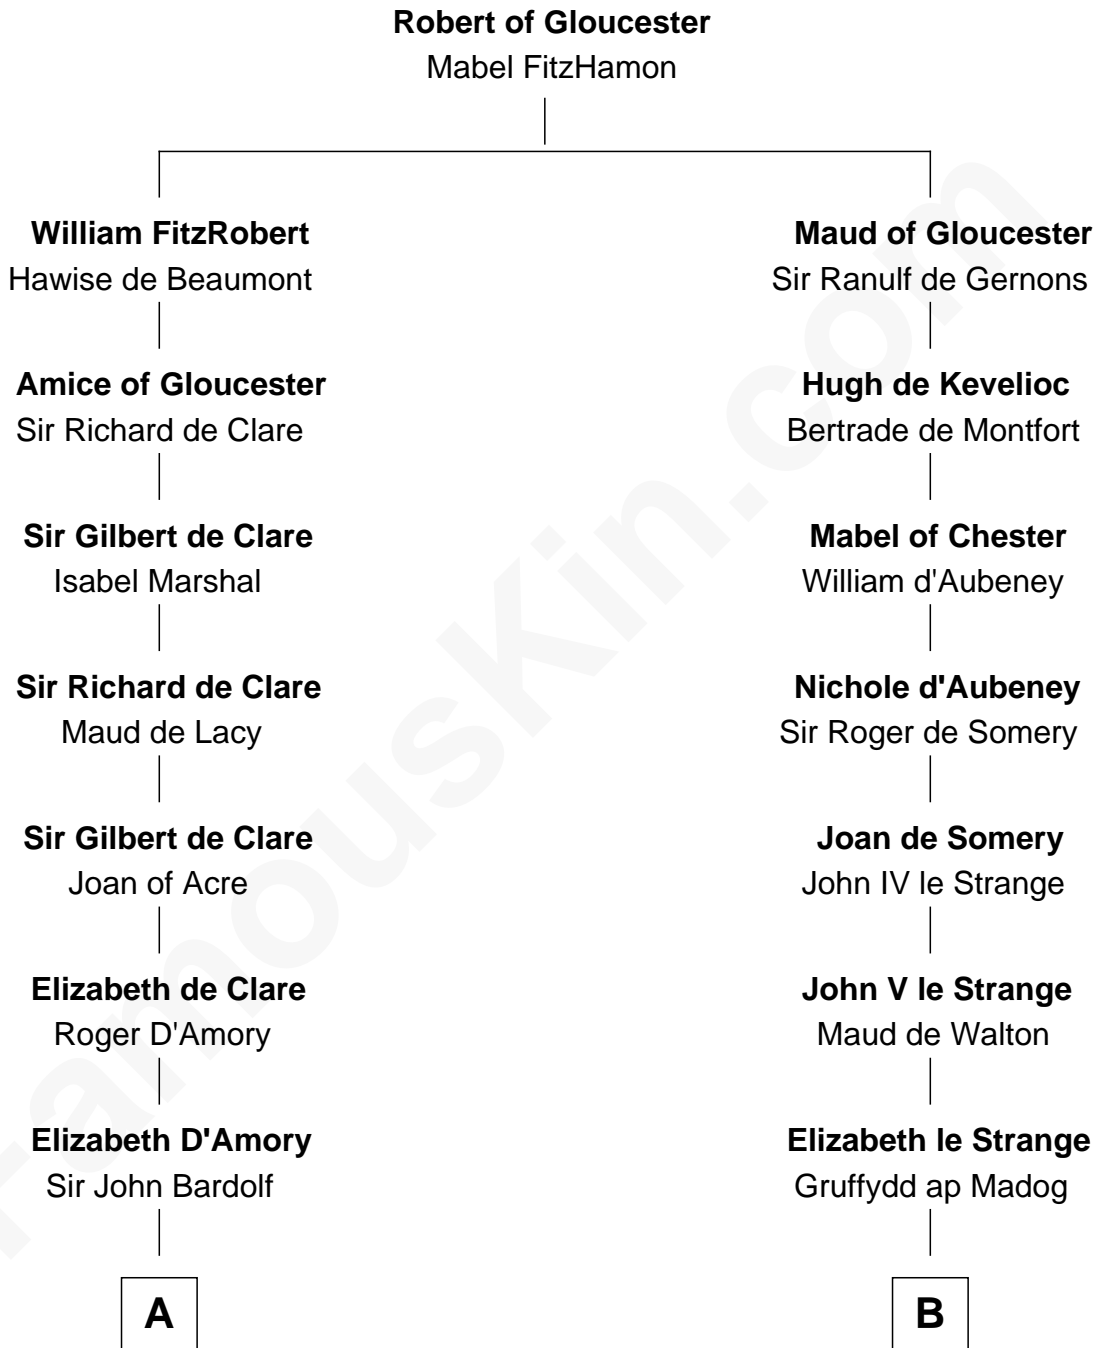 Robert of Gloucester
Mabel FitzHamon
William FitzRobert
Hawise de Beaumont
Maud of Gloucester
Sir Ranulf de Gernons
Amice of Gloucester
Sir Richard de Clare
Hugh de Kevelioc
Bertrade de Montfort
Sir Gilbert de Clare
Isabel Marshal
Mabel of Chester
William d'Aubeney
Sir Richard de Clare
Maud de Lacy
Nichole d'Aubeney
Sir Roger de Somery
Sir Gilbert de Clare
Joan of Acre
Joan de Somery
John IV le Strange
Elizabeth de Clare
Roger D'Amory
John V le Strange
Maud de Walton
Elizabeth D'Amory
Sir John Bardolf
Elizabeth le Strange
Gruffydd ap Madog
A
B
FamousKin.com